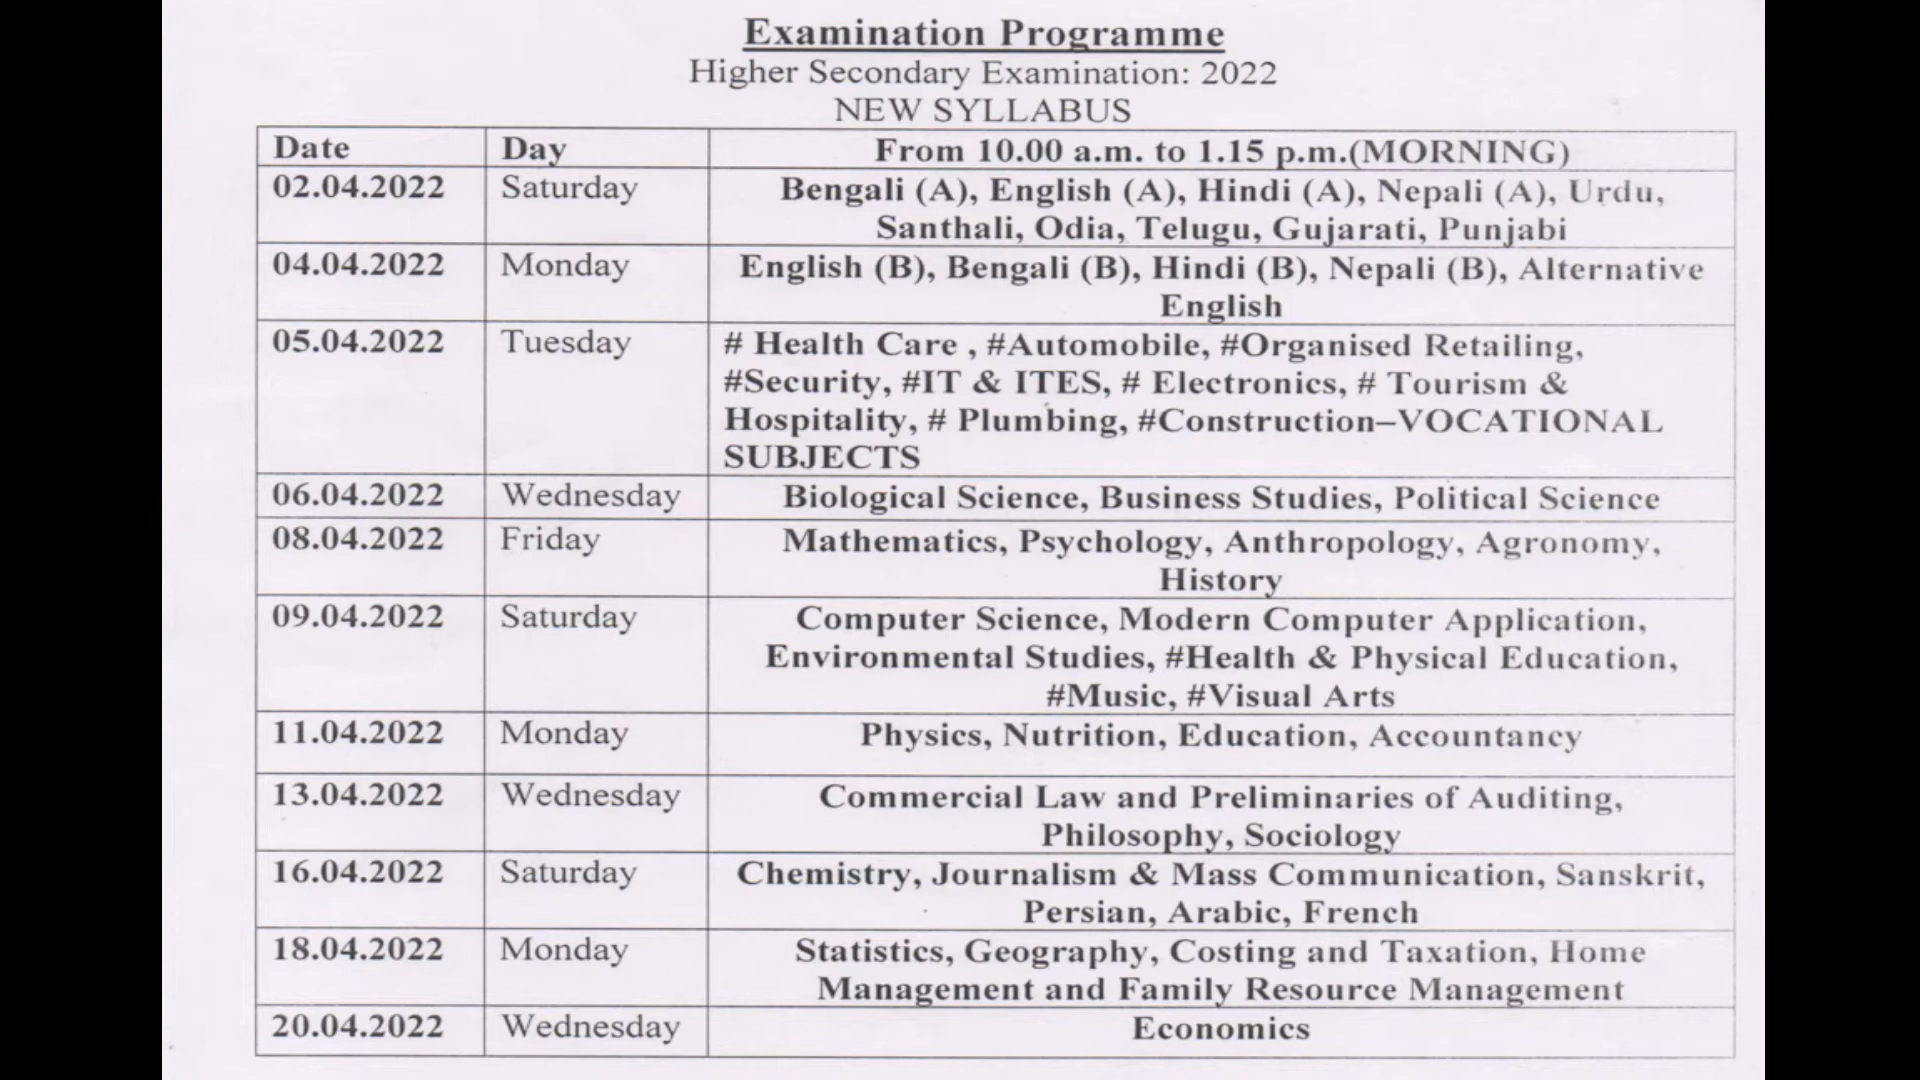 Examination Programme
Higher Secondary Examination: 2022
NEW SYLLABUS
Date Day From 10.00 a.m. to 1.15 p.m.(MORNING)
02.04.2022 Saturday Bengali (A), English (A), Hindi (A), Nepali (A), Urdu,
Santhali, Odia, Telugu, Gujarati, Punjabi
04.04.2022 Monday English (B), Bengali (B), Hindi (B), Nepali (B), Alternative
English
05.04.2022 Tuesday # Health Care , #Automobile, #Organised Retailing,
#Security, #IT & ITES, # Electronics, # Tourism &
Hospitality, # Plumbing, #Construction–VOCATIONAL
SUBJECTS
06.04.2022 Wednesday Biological Science, Business Studies, Political Science
08.04.2022 Friday Mathematics, Psychology, Anthropology, Agronomy,
History
09.04.2022 Saturday Computer Science, Modern Computer Application,
Environmental Studies, #Health & Physical Education,
#Music, #Visual Arts
11.04.2022 Monday Physics, Nutrition, Education, Accountancy
13.04.2022 Wednesday Commercial Law and Preliminaries of Auditing,
Philosophy, Sociology
16.04.2022 Saturday Chemistry, Journalism & Mass Communication, Sanskrit,
Persian, Arabic, French
18.04.2022 Monday Statistics, Geography, Costing and Taxation, Home
Management and Family Resource Management
20.04.2022 Wednesday Economics